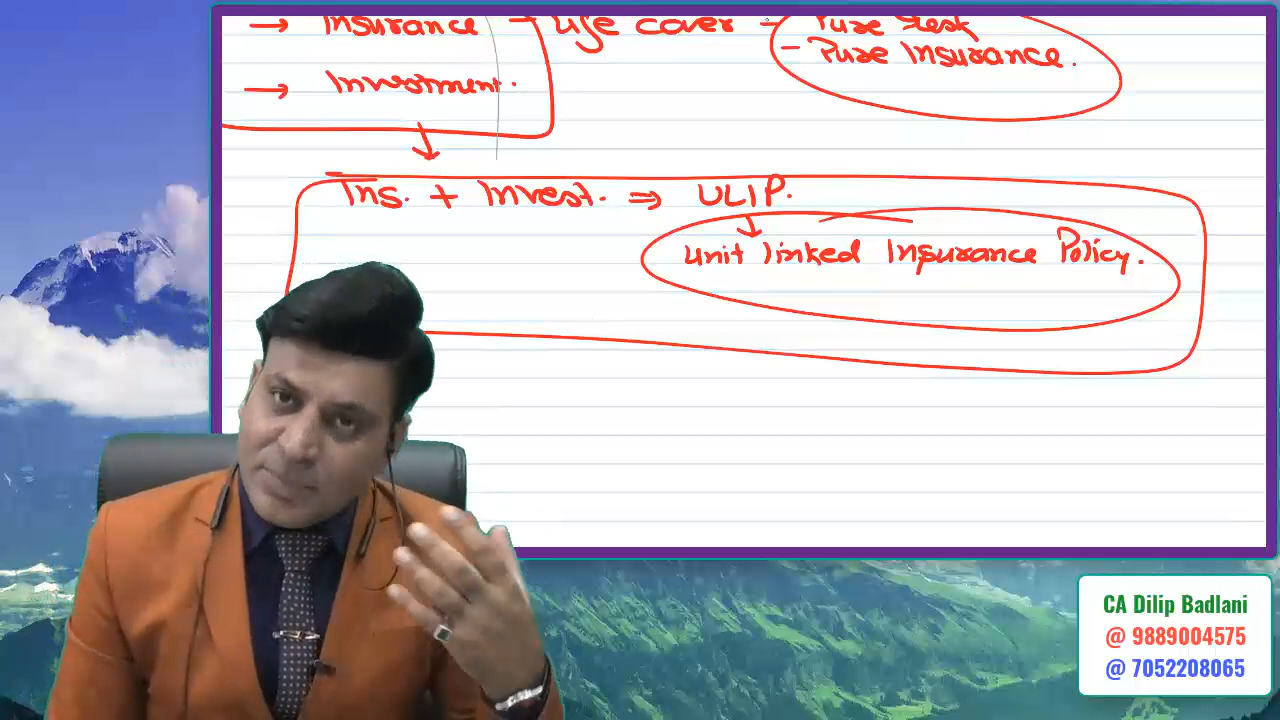 → Insurance - Life cover - Pure Risk
- Pure Insurance.
→ Investment.
Ins. + Invest. ⇒ ULIP.
Unit linked Insurance Policy.
CA Dilip Badlani
@ 9889004575
@ 7052208065